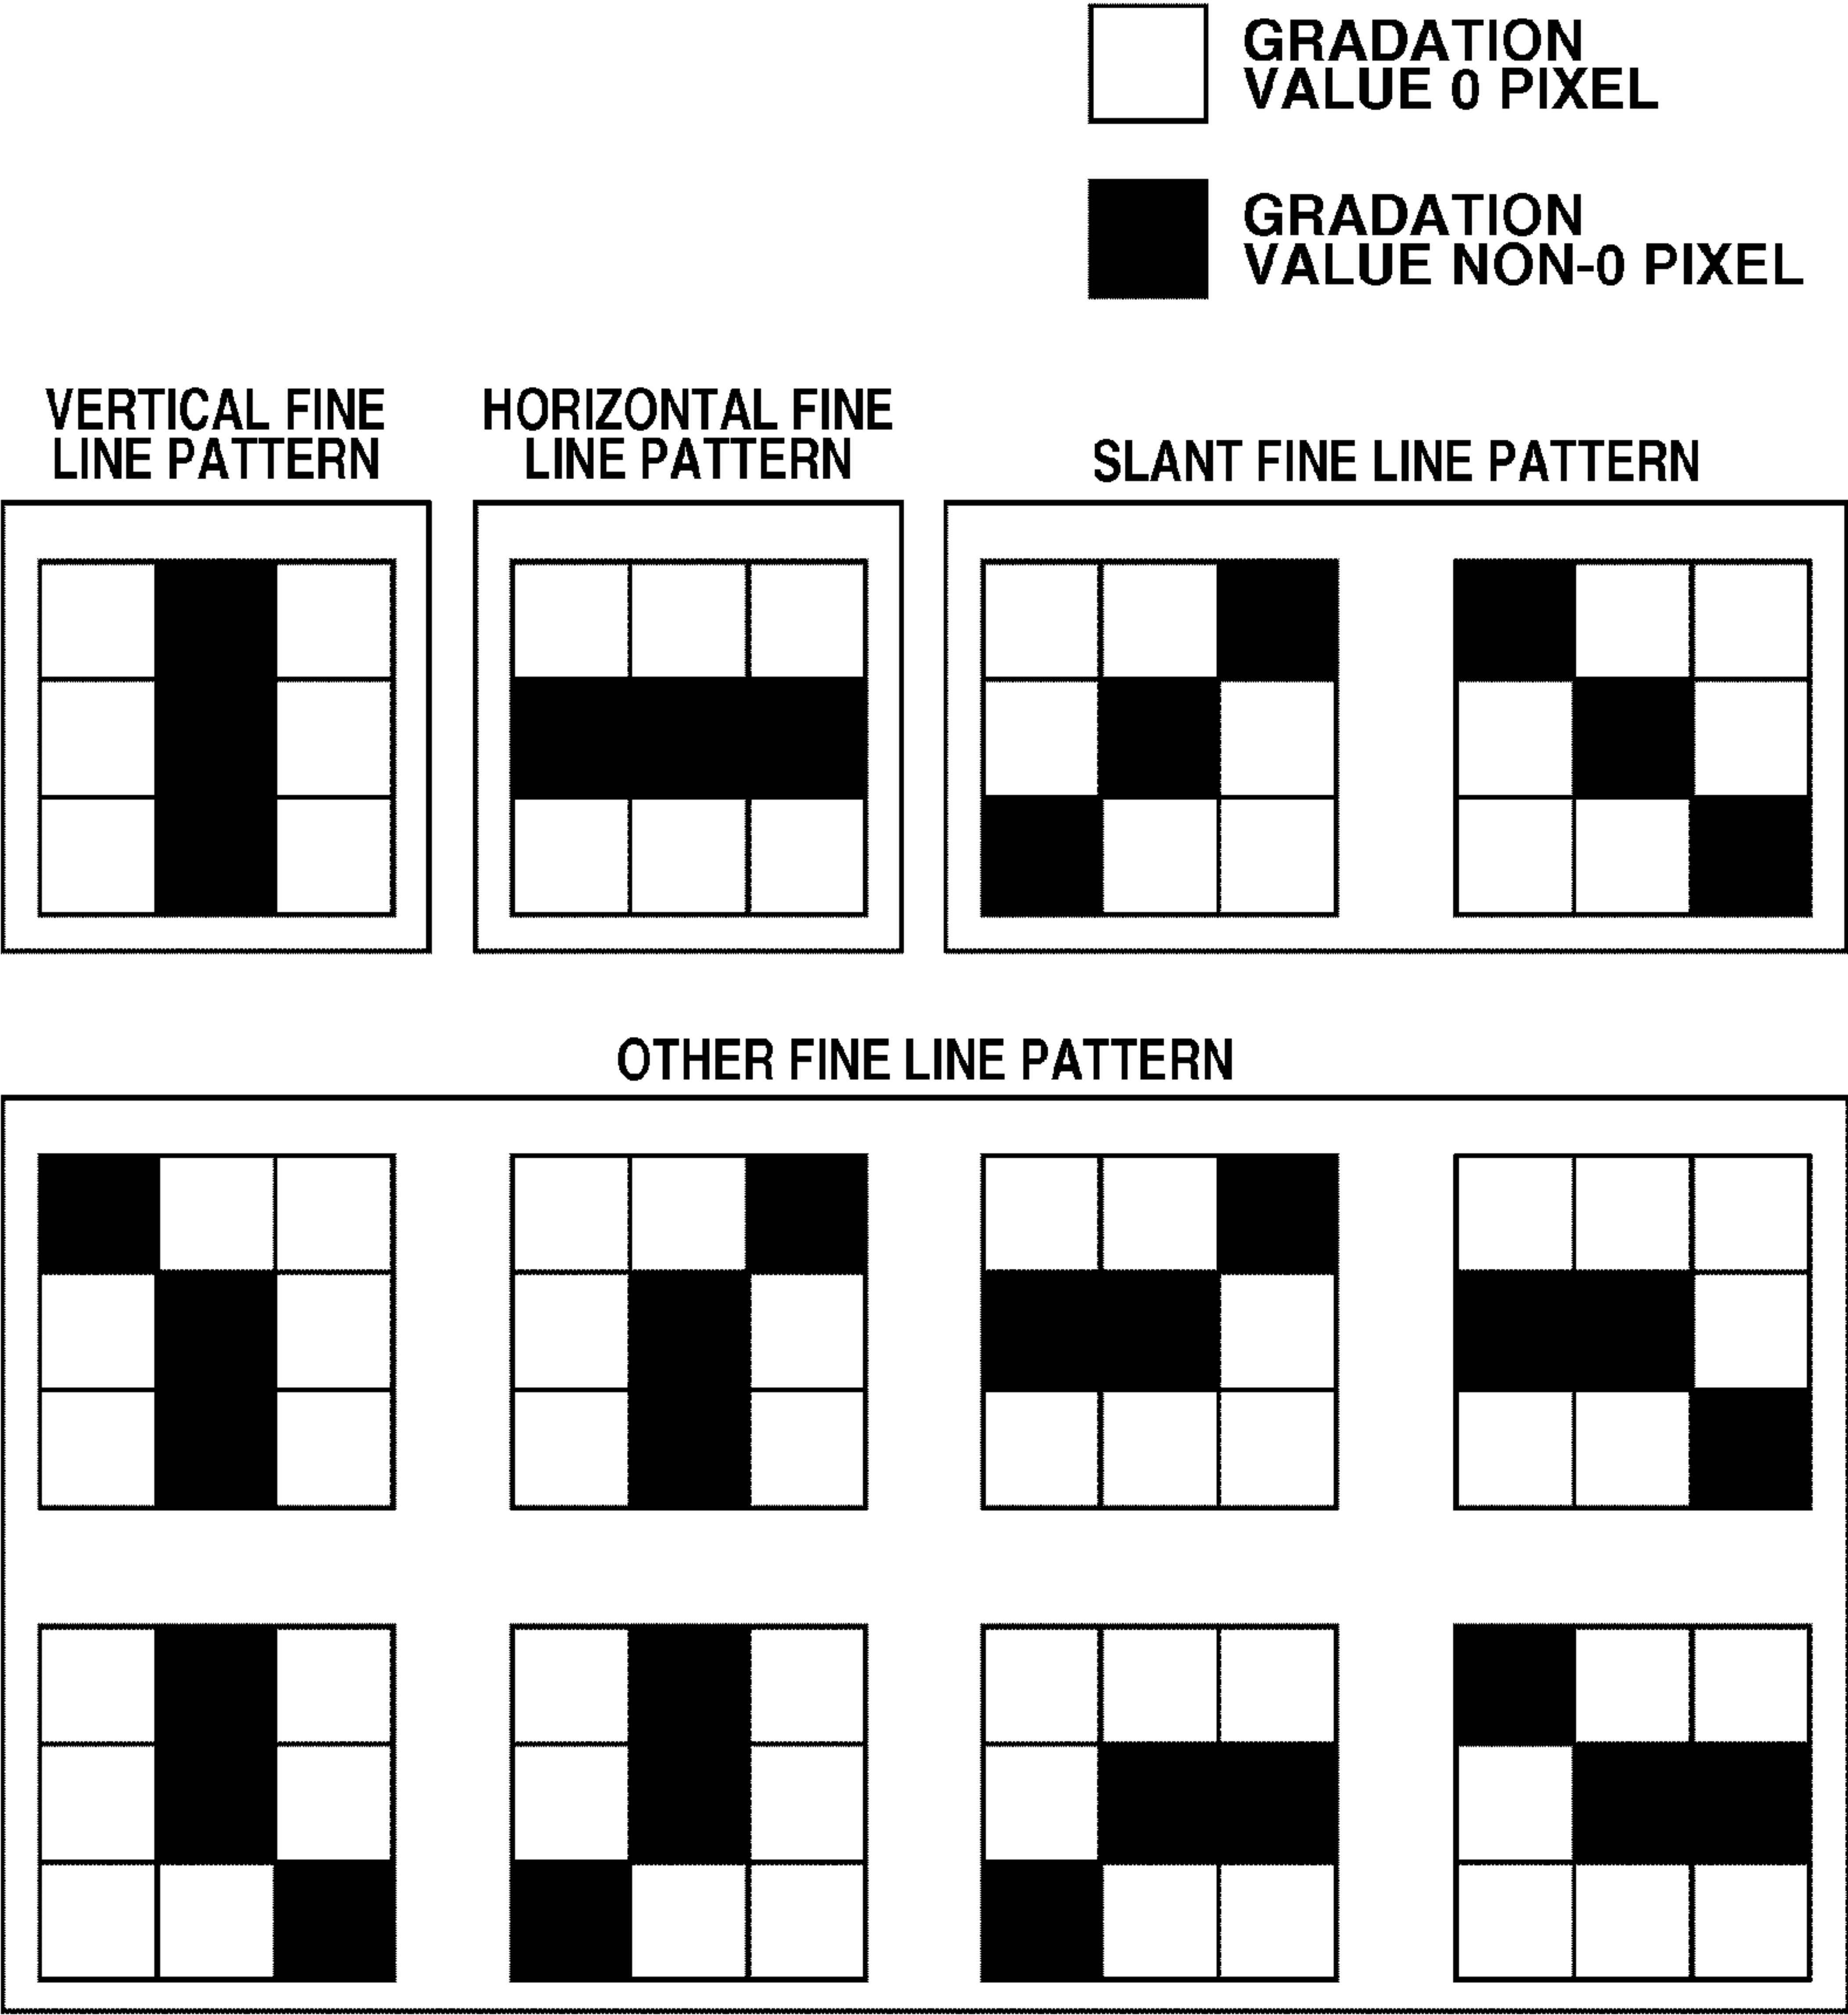 GRADATION
VALUE 0 PIXEL
GRADATION
VALUE NON-0 PIXEL
VERTICAL FINE
LINE PATTERN
HORIZONTAL FINE
LINE PATTERN
SLANT FINE LINE PATTERN
OTHER FINE LINE PATTERN